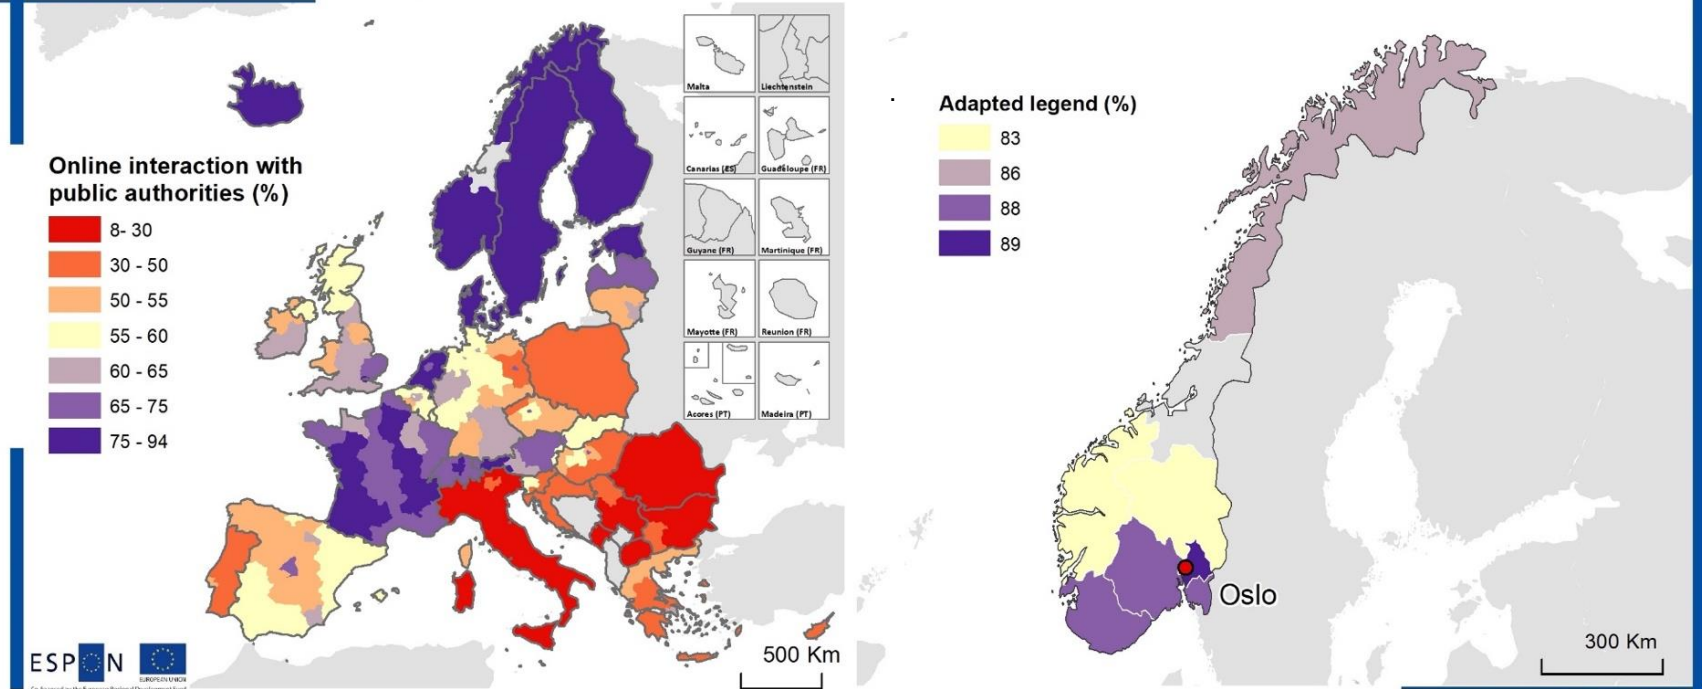 Online interaction with
public authorities (%)
8- 30
30 - 50
50 - 55
55 - 60
60 - 65
65 - 75
75 - 94
Malta
Liechtenstein
Canarias (ES)
Guadeloupe (FR)
Guyane (FR)
Martinique (FR)
Mayotte (FR)
Reunion (FR)
Acores (PT)
Madeira (PT)
500 Km
ESPON
EUROPEAN UNION
Adapted legend (%)
83
86
88
89
Oslo
300 Km